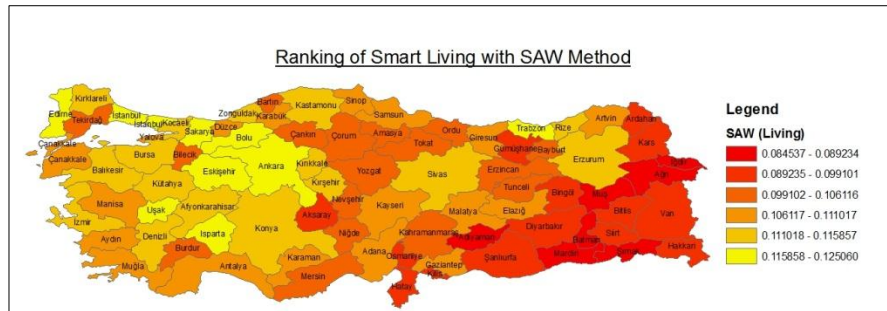 Ranking of Smart Living with SAW Method
Kırklareli
Edirne
Tekirdağ
İstanbul
İstanbul
Kocaeli
Yalova
Sakarya
Düzce
Zonguldak
Bartın
Karabük
Kastamonu
Sinop
Samsun
Bolu
Çankırı
Çorum
Amasya
Tokat
Ordu
Giresun
Trabzon
Rize
Artvin
Ardahan
Kars
Gümüşhane
Bayburt
Erzurum
Iğdır
Ağrı
Çanakkale
Çanakkale
Balıkesir
Bursa
Bilecik
Eskişehir
Ankara
Kırıkkale
Kırşehir
Yozgat
Sivas
Erzincan
Tunceli
Bingöl
Muş
Bitlis
Van
Kütahya
Manisa
Uşak
Afyonkarahisar
İzmir
Aydın
Denizli
Isparta
Burdur
Muğla
Antalya
Konya
Aksaray
Nevşehir
Niğde
Kayseri
Karaman
Mersin
Adana
Kahramanmaraş
Malatya
Elazığ
Adıyaman
Diyarbakır
Batman
Siirt
Mardin
Şırnak
Hakkari
Şanlıurfa
Gaziantep
Kilis
Osmaniye
Hatay
Legend
SAW (Living)
0.084537 - 0.089234
0.089235 - 0.099101
0.099102 - 0.106116
0.106117 - 0.111017
0.111018 - 0.115857
0.115858 - 0.125060